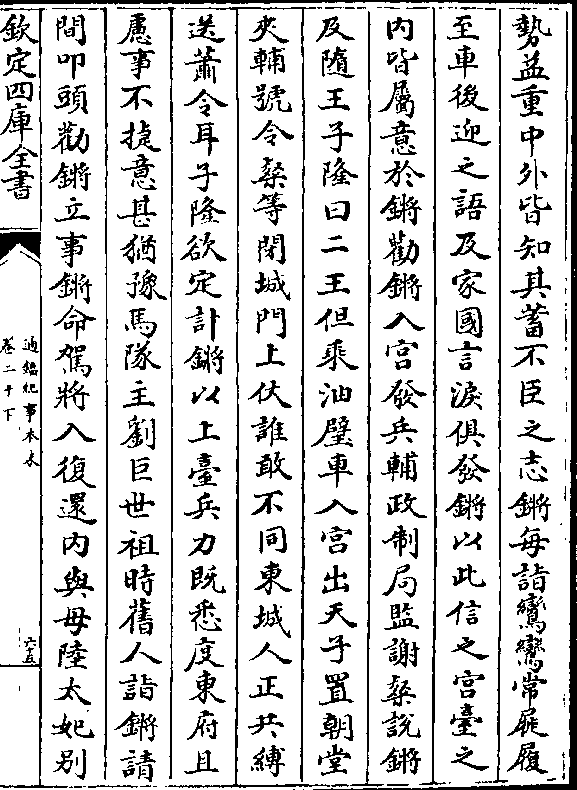 勢益重中外皆知其蓄不臣之志鏘每詣鸞鸞常屣履
至車後迎之語及家國言淚俱發鏘以此信之宮臺之
内皆屬意於鏘勸鏘入宮發兵輔政制局監謝粲說鏘
及隨王子隆曰二王但乘油壁車入宮出天子置朝堂
夾輔號令粲等閉城門上仗誰敢不同東城人正共縛
送蕭令耳子隆欲定計鏘以上臺兵力既悉度東府且
慮事不捷意甚猶豫馬隊主劉巨世祖時舊人詣鏘請
間叩頭勸鏘立事鏘命駕將入復還内與毋陸太妃別
欽定四庫全書
通鑑紀事本末
卷二十下
六十五